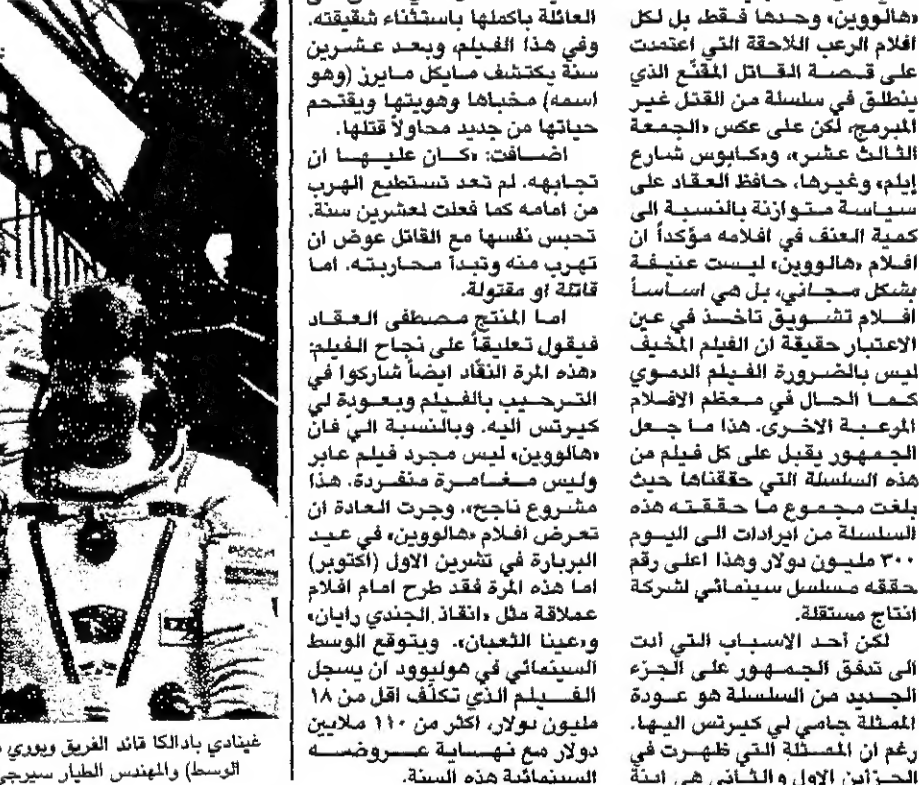 «هالووين» وحدها فقط، بل لكل
افلام الرعب اللاحقة التي اعتمدت
على قصة القاتل المقنّع الذي
ينطلق في سلسلة من القتل غير
المبرمج، لكن على عكس «الجمعة
الثالث عشر»، و«كابوس شارع
إيلم» وغيرها، حافظ العقاد على
سياسة متوازنة بالنسبة الى
كمية العنف في افلامه مؤكداً ان
افلام «هالووين» ليست عنيفة
بشكل مجاني، بل هي اساساً
افلام تشويق تأخذ في عين
الاعتبار حقيقة ان الفيلم المخيف
ليس بالضرورة الفيلم الدموي
كما الحال في معظم الافلام
المرعبة الاخرى. هذا ما جعل
الجمهور يقبل على كل فيلم من
هذه السلسلة التي حققناها حيث
بلغت مجموع ما حققته هذه
السلسلة من ايرادات الى اليوم
٣٠٠ مليون دولار وهذا اعلى رقم
حققه مسلسل سينمائي لشركة
انتاج مستقلة.
لكن أحد الاسباب التي أدت
الى تدفق الجمهور على الجزء
الجديد من السلسلة هو عودة
الممثلة جامي لي كيرتس اليها.
رغم ان الممثلة التي ظهرت في
الجزأين الاول والثاني هي ابنة
العائلة باكملها باستثناء شقيقته.
وفي هذا الفيلم، وبعد عشرين
سنة يكتشف مايكل مايرز (وهو
اسمه) مخباها وهويتها ويقتحم
حياتها من جديد محاولاً قتلها.
اضافت: «كان عليها ان
تجابهه. لم تعد تستطيع الهرب
من امامه كما فعلت لعشرين سنة.
تحبس نفسها مع القاتل عوض ان
تهرب منه وتبدأ محاربته. اما
قاتلة او مقتولة.
اما المنتج مصطفى العقاد
فيقول تعليقاً على نجاح الفيلم:
«هذه المرة النقّاد ايضاً شاركوا في
الترحيب بالفيلم وبعودة لي
كيرتس اليه. وبالنسبة اليّ فان
«هالووين» ليس مجرد فيلم عابر
وليس مغامرة منفردة. هذا
مشروع ناجح». وجرت العادة ان
تعرض افلام «هالووين» في عيد
البربارة في تشرين الاول (اكتوبر)
اما هذه المرة فقد طرح امام افلام
عملاقة مثل «انقاذ الجندي رايان»
و«عينا الثعبان». ويتوقع الوسط
السينمائي في هوليوود ان يسجل
الفيلم الذي تكلّف اقل من ١٨
مليون دولار، اكثر من ١١٠ ملايين
دولار مع نهاية عروضه
السينمائية هذه السنة.
غينادي بادالكا قائد الفريق ويوري
الوسط) والمهندس الطيار سيرجي